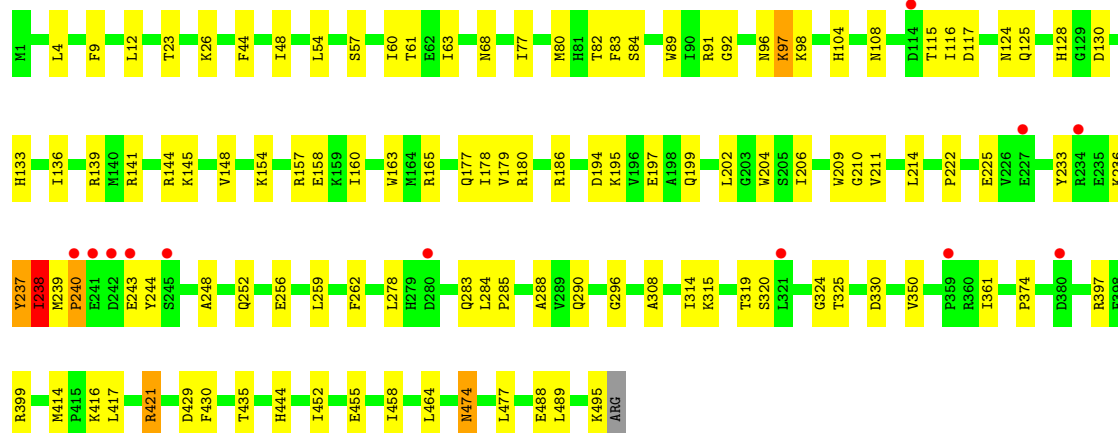 M1 L4 F9 L12 T23 K26 F44 I48 L54 S57 I60 T61 E62 I63 N68 I77 M80 H81 T82 F83 S84 W89 I90 R91 G92 N96 K97 K98 H104 N108 D114 T115 I116 D117 N124 Q125 H128 G129 D130
H133 I136 R139 M140 R141 R144 K145 V148 K154 R157 E158 K159 I160 W163 M164 R165 Q177 I178 V179 R180 R186 D194 K195 V196 E197 A198 Q199 L202 G203 W204 S205 I206 W209 G210 V211 L214 P222 E225 V226 E227 Y233 R234 E235 K236
Y237 I238 M239 P240 E241 D242 E243 Y244 S245 A248 Q252 E256 L259 F262 L278 H279 D280 Q283 L284 P285 A288 V289 Q290 G296 A308 I314 K315 T319 S320 L321 G324 T325 D330 V350 P359 R360 I361 P374 D380 R397
R399 M414 P415 K416 L417 R421 D429 F430 T435 H444 I452 E455 I458 L464 N474 L477 E488 L489 K495 ARG